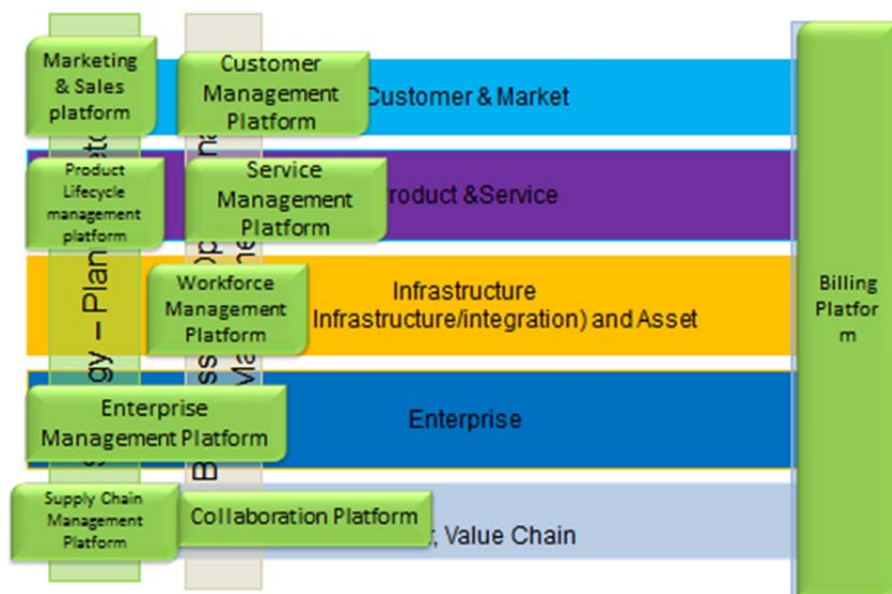 Marketing
& Sales
platform
Customer
Management
Platform
Customer & Market
Product
Lifecycle
management
platform
Service
Management
Platform
Product &Service
Workforce
Management
Platform
Infrastructure
Infrastructure/integration) and Asset
Billing
Platfor
m
Enterprise
Management Platform
Enterprise
Supply Chain
Management
Platform
Collaboration Platform
Value Chain